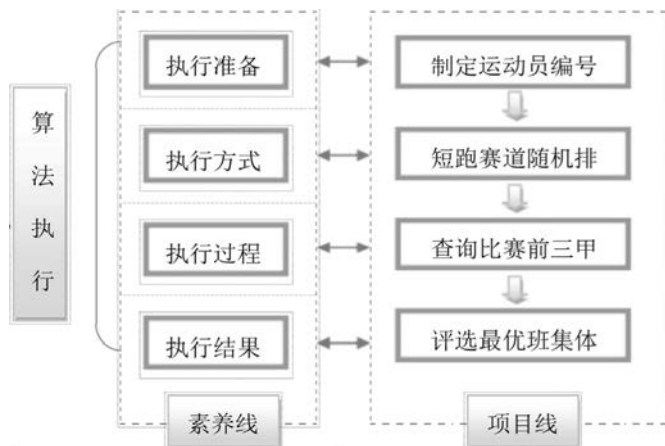 算法执行
执行准备
制定运动员编号
执行方式
短跑赛道随机排
执行过程
查询比赛前三甲
执行结果
评选最优班集体
素养线
项目线